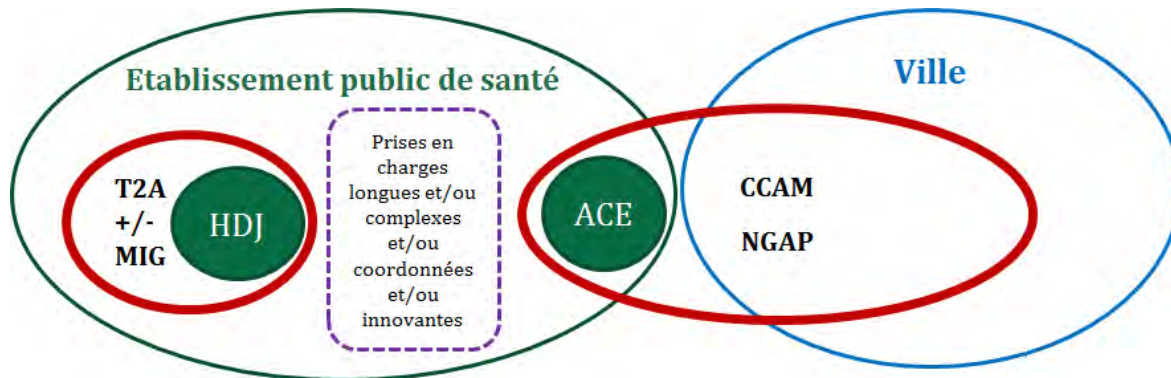 Etablissement public de santé
Ville
T2A
+/-
MIG
HDJ
Prises en
charges
longues et/ou
complexes
et/ou
coordonnées
et/ou
innovantes
ACE
CCAM
NGAP